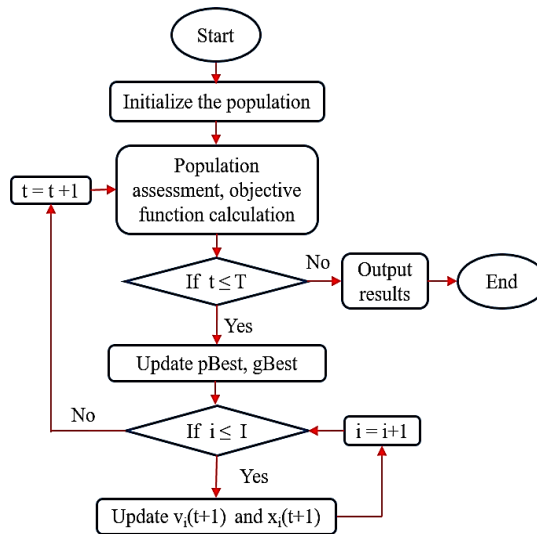 Start
Initialize the population
Population
assessment, objective
function calculation
t = t +1
If t ≤ T
No
Output
results
End
Yes
Update pBest, gBest
No
If i ≤ I
i = i+1
Yes
Update vᵢ(t+1) and xᵢ(t+1)